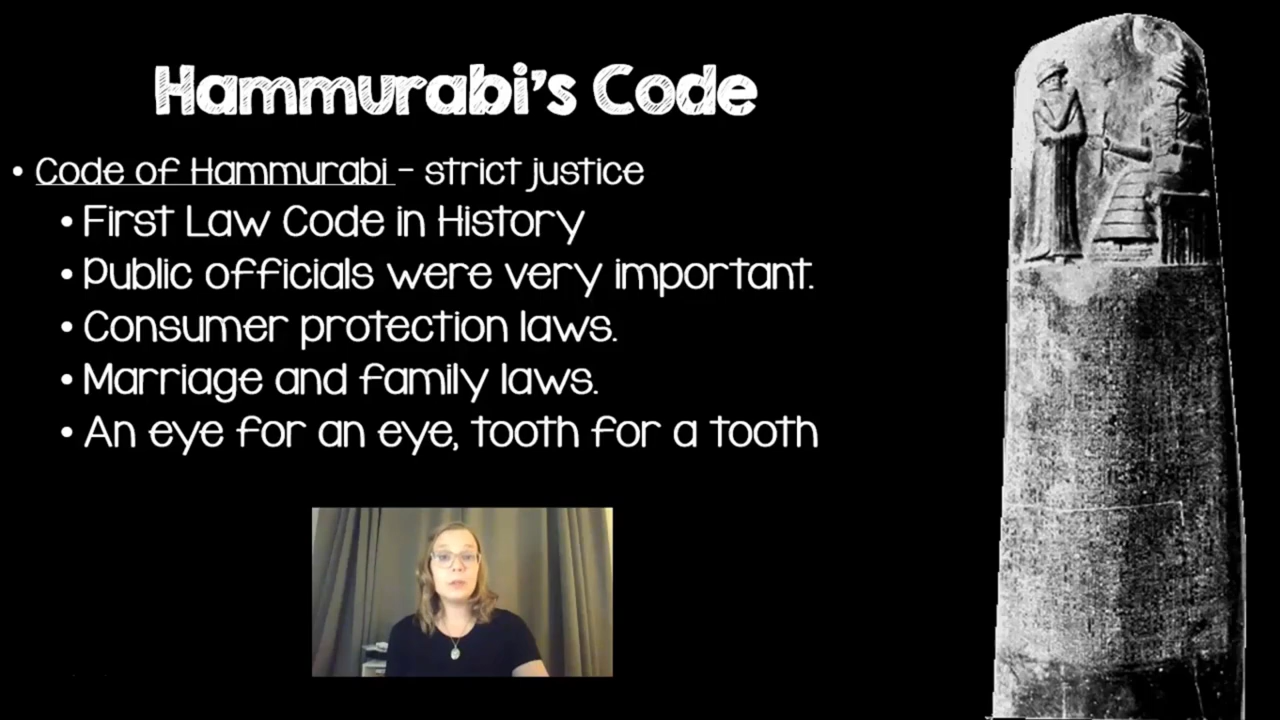 Hammurabi's Code
• Code of Hammurabi - strict justice
• First Law Code in History
• Public officials were very important.
• Consumer protection laws.
• Marriage and family laws.
• An eye for an eye, tooth for a tooth